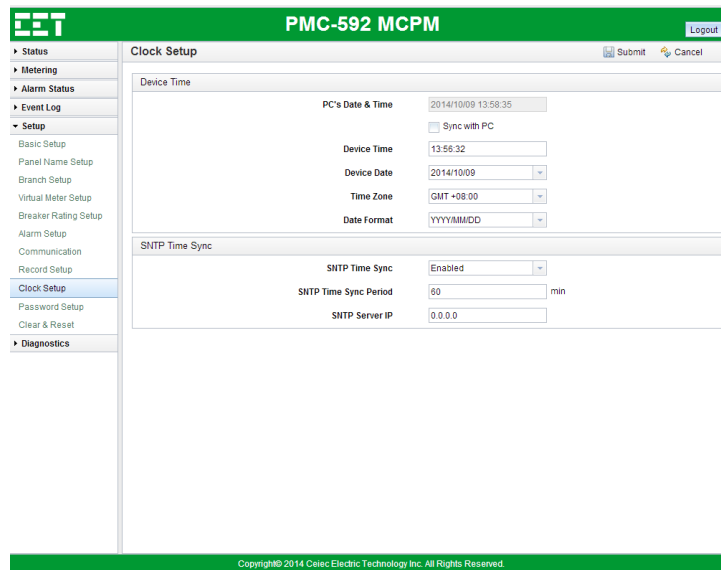 CET
PMC-592 MCPM
Logout
Status
Metering
Alarm Status
Event Log
Setup
Basic Setup
Panel Name Setup
Branch Setup
Virtual Meter Setup
Breaker Rating Setup
Alarm Setup
Communication
Record Setup
Clock Setup
Password Setup
Clear & Reset
Diagnostics
Clock Setup
Submit
Cancel
Device Time
PC's Date & Time 2014/10/09 13:58:35
Sync with PC
Device Time 13:56:32
Device Date 2014/10/09
Time Zone GMT +08:00
Date Format YYYY/MM/DD
SNTP Time Sync
SNTP Time Sync Enabled
SNTP Time Sync Period 60 min
SNTP Server IP 0.0.0.0
Copyright© 2014 Ceiec Electric Technology Inc. All Rights Reserved.